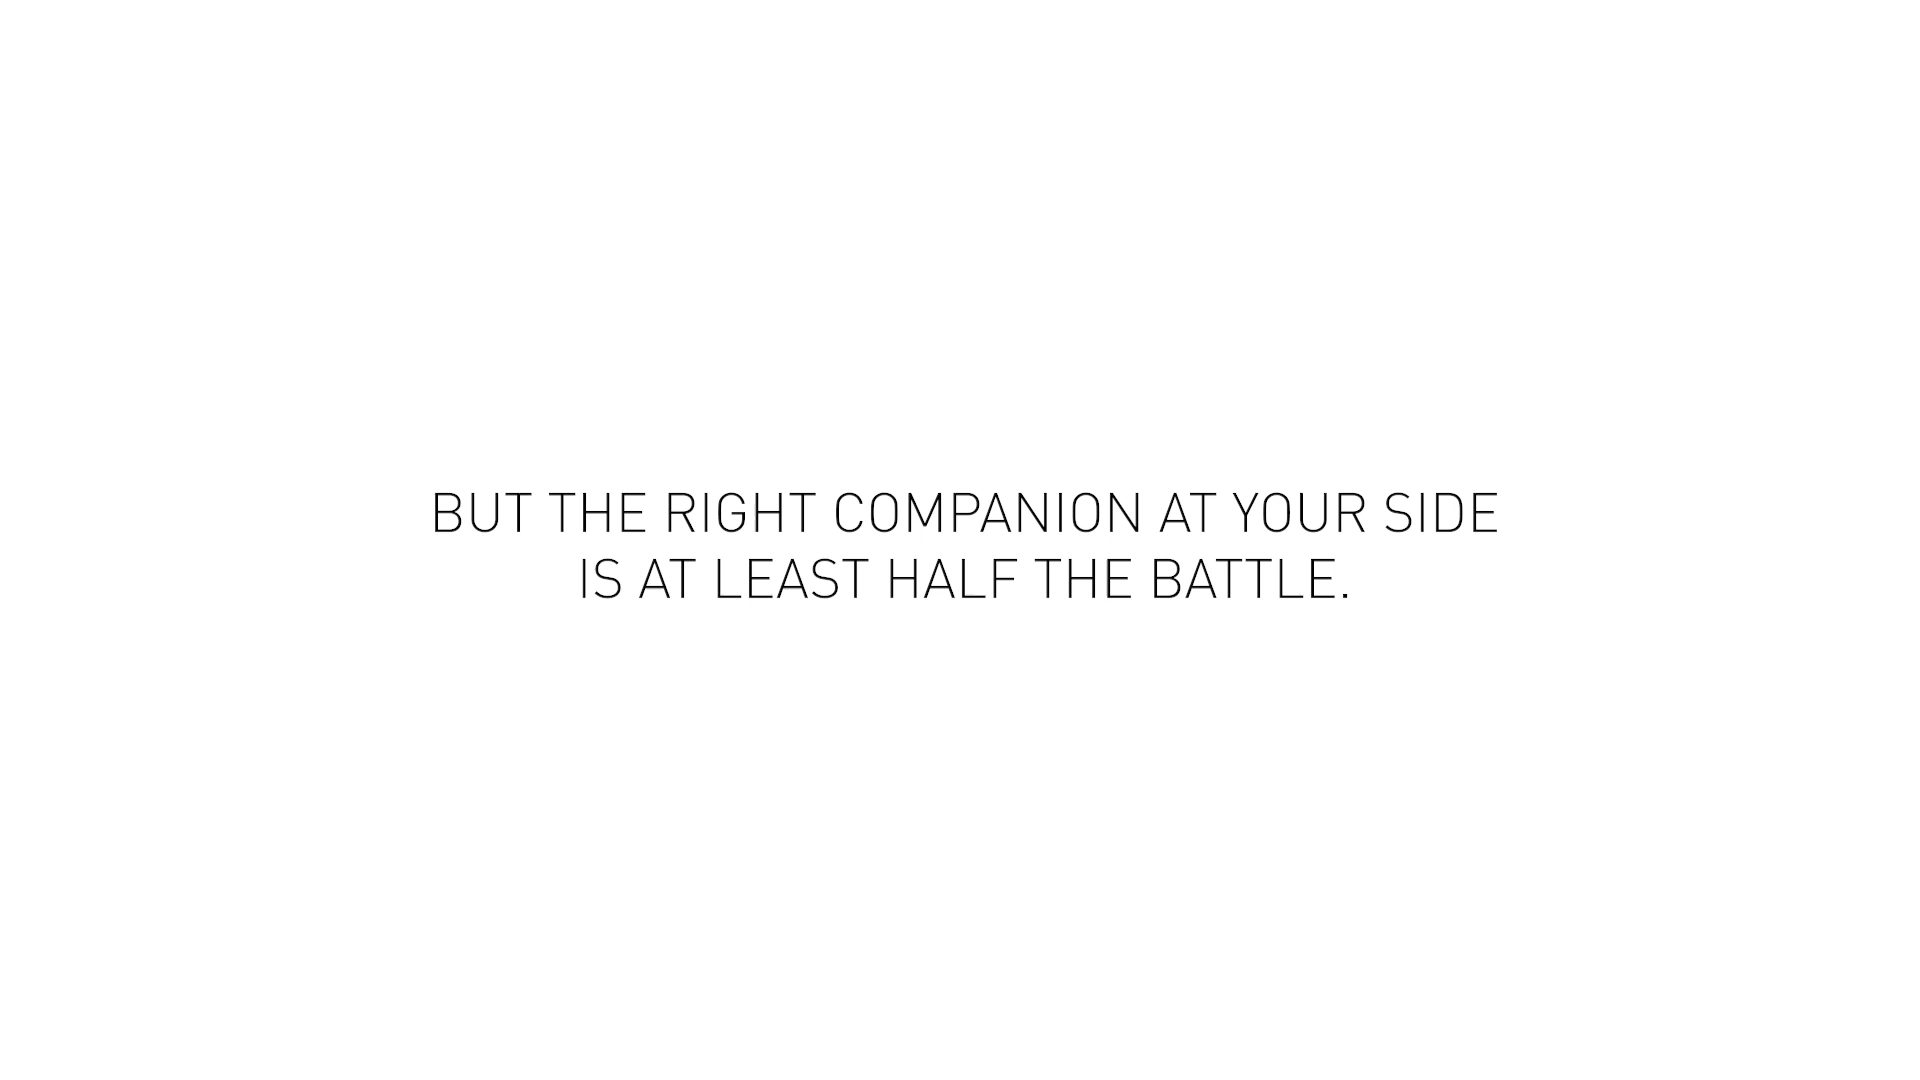 BUT THE RIGHT COMPANION AT YOUR SIDE
IS AT LEAST HALF THE BATTLE.